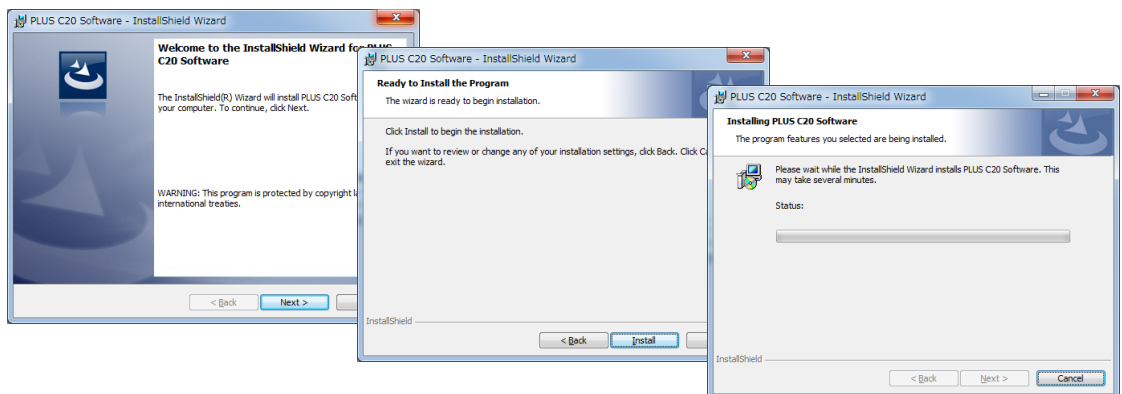 PLUS C20 Software - InstallShield Wizard
Welcome to the InstallShield Wizard for PLUS
C20 Software
The InstallShield(R) Wizard will install PLUS C20
your computer. To continue, click Next.
WARNING: This program is protected by copyright
international treaties.
< Back
Next >
PLUS C20 Software - InstallShield Wizard
Ready to Install the Program
The wizard is ready to begin installation.
Click Install to begin the installation.
If you want to review or change any of your installation settings, click Back. Click
exit the wizard.
InstallShield
< Back
Install
PLUS C20 Software - InstallShield Wizard
Installing PLUS C20 Software
The program features you selected are being installed.
Please wait while the InstallShield Wizard installs PLUS C20 Software. This
may take several minutes.
Status:
InstallShield
< Back
Next >
Cancel